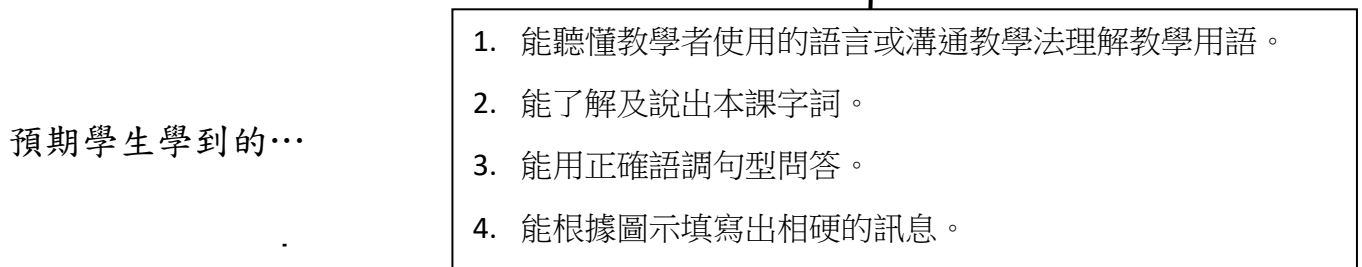 1. 能聽懂教學者使用的語言或溝通教學法理解教學用語。
2. 能了解及說出本課字詞。
預期學生學到的…
3. 能用正確語調句型問答。
4. 能根據圖示填寫出相硬的訊息。